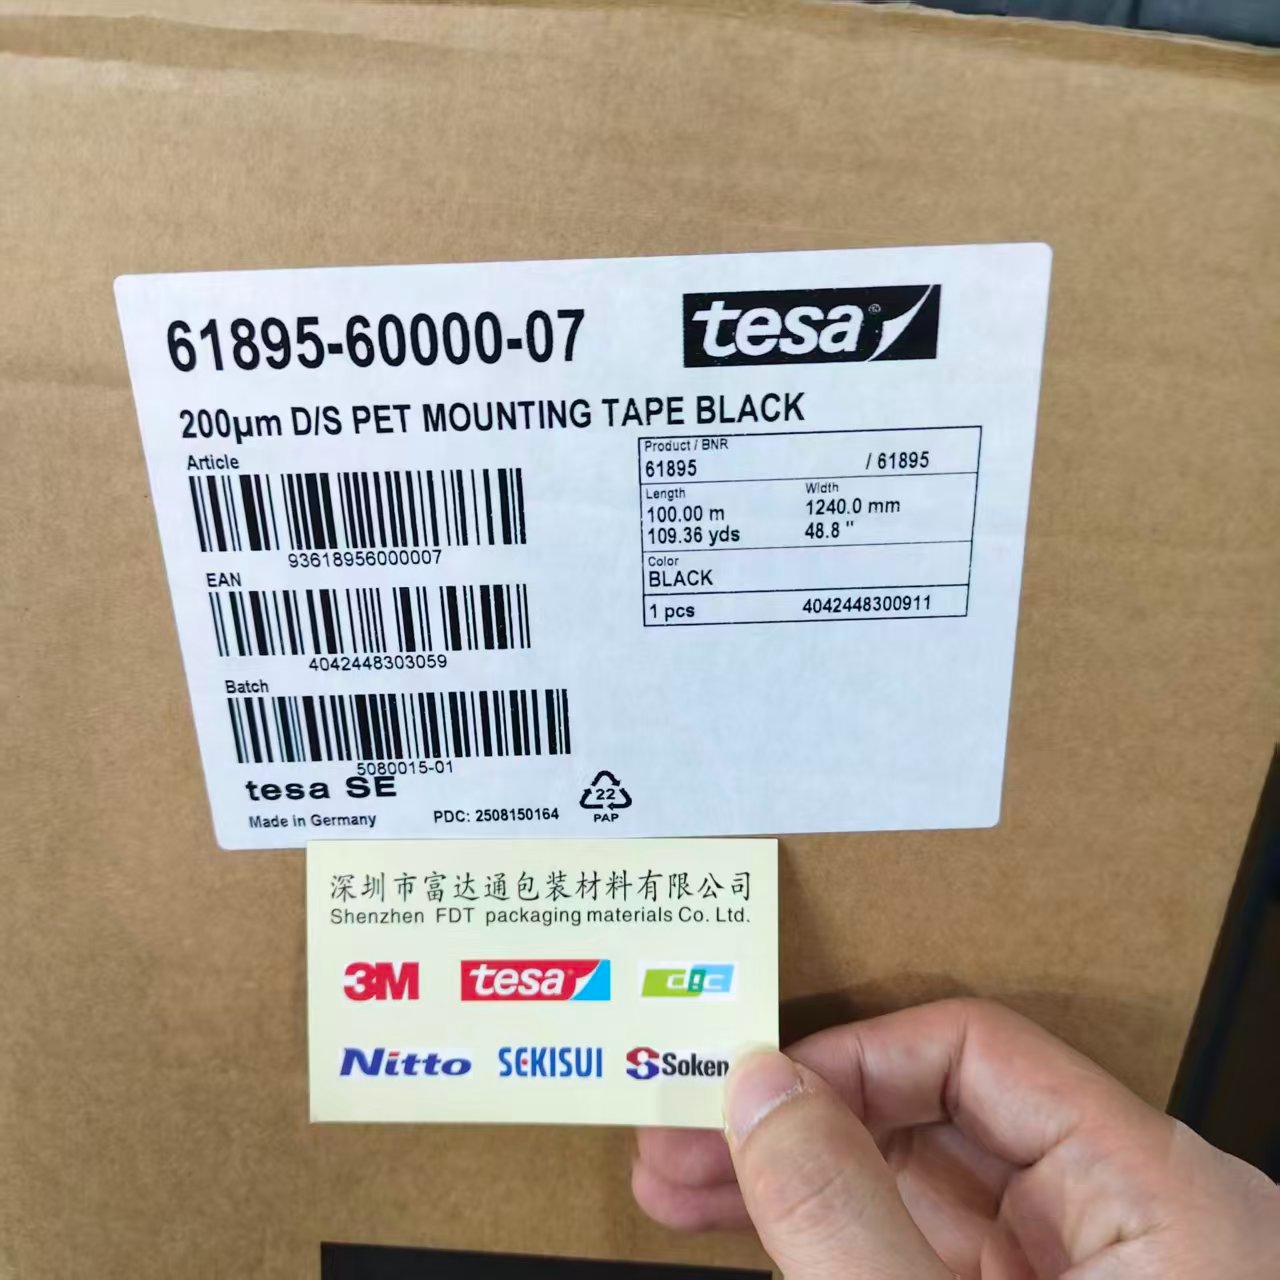 61895-60000-07
tesa
200µm D/S PET MOUNTING TAPE BLACK
Article
93618956000007
EAN
4042448303059
Batch
5080015-01
tesa SE
Made in Germany
PDC: 2508150164
22
PAP
Product / BNR
61895 / 61895
Length Width
100.00 m 1240.0 mm
109.36 yds 48.8 "
Color
BLACK
1 pcs 4042448300911
深圳市富达通包装材料有限公司
Shenzhen FDT packaging materials Co. Ltd.
3M tesa dic
Nitto SEKISUI Soken